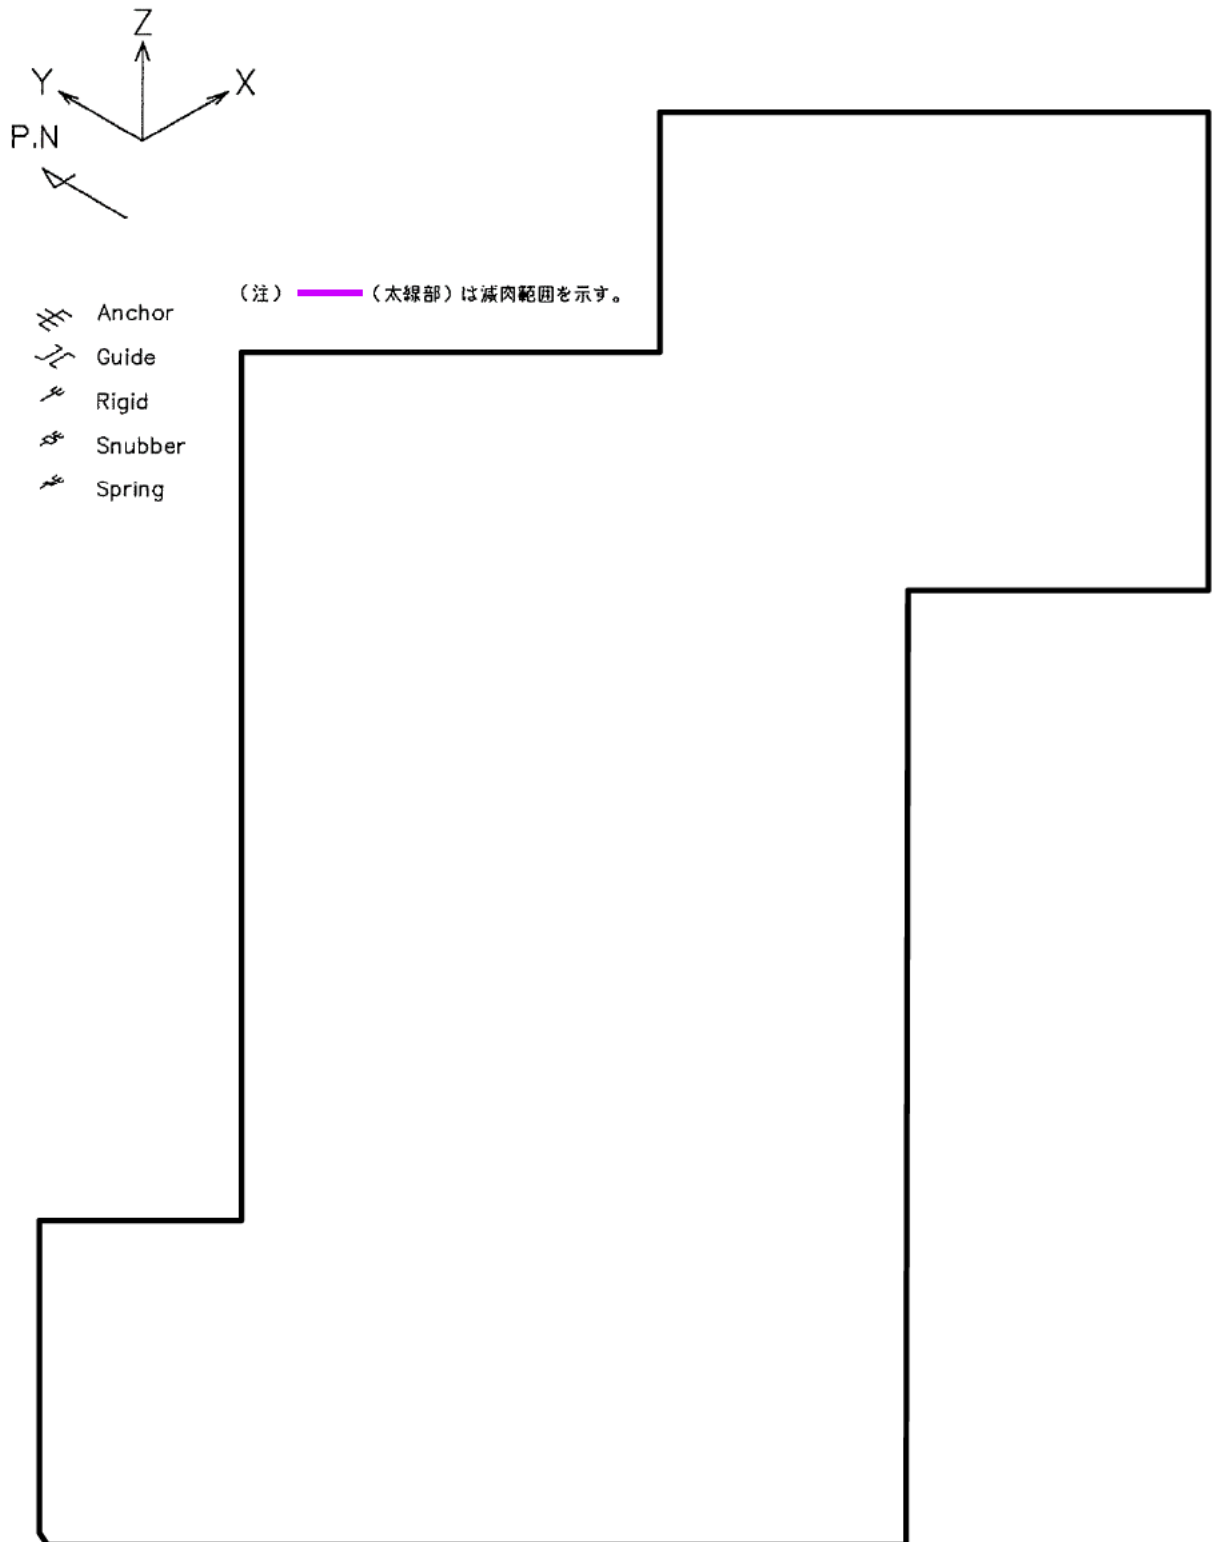 Z
Y
X
P.N
（注） （太線部）は減肉範囲を示す。
Anchor
Guide
Rigid
Snubber
Spring